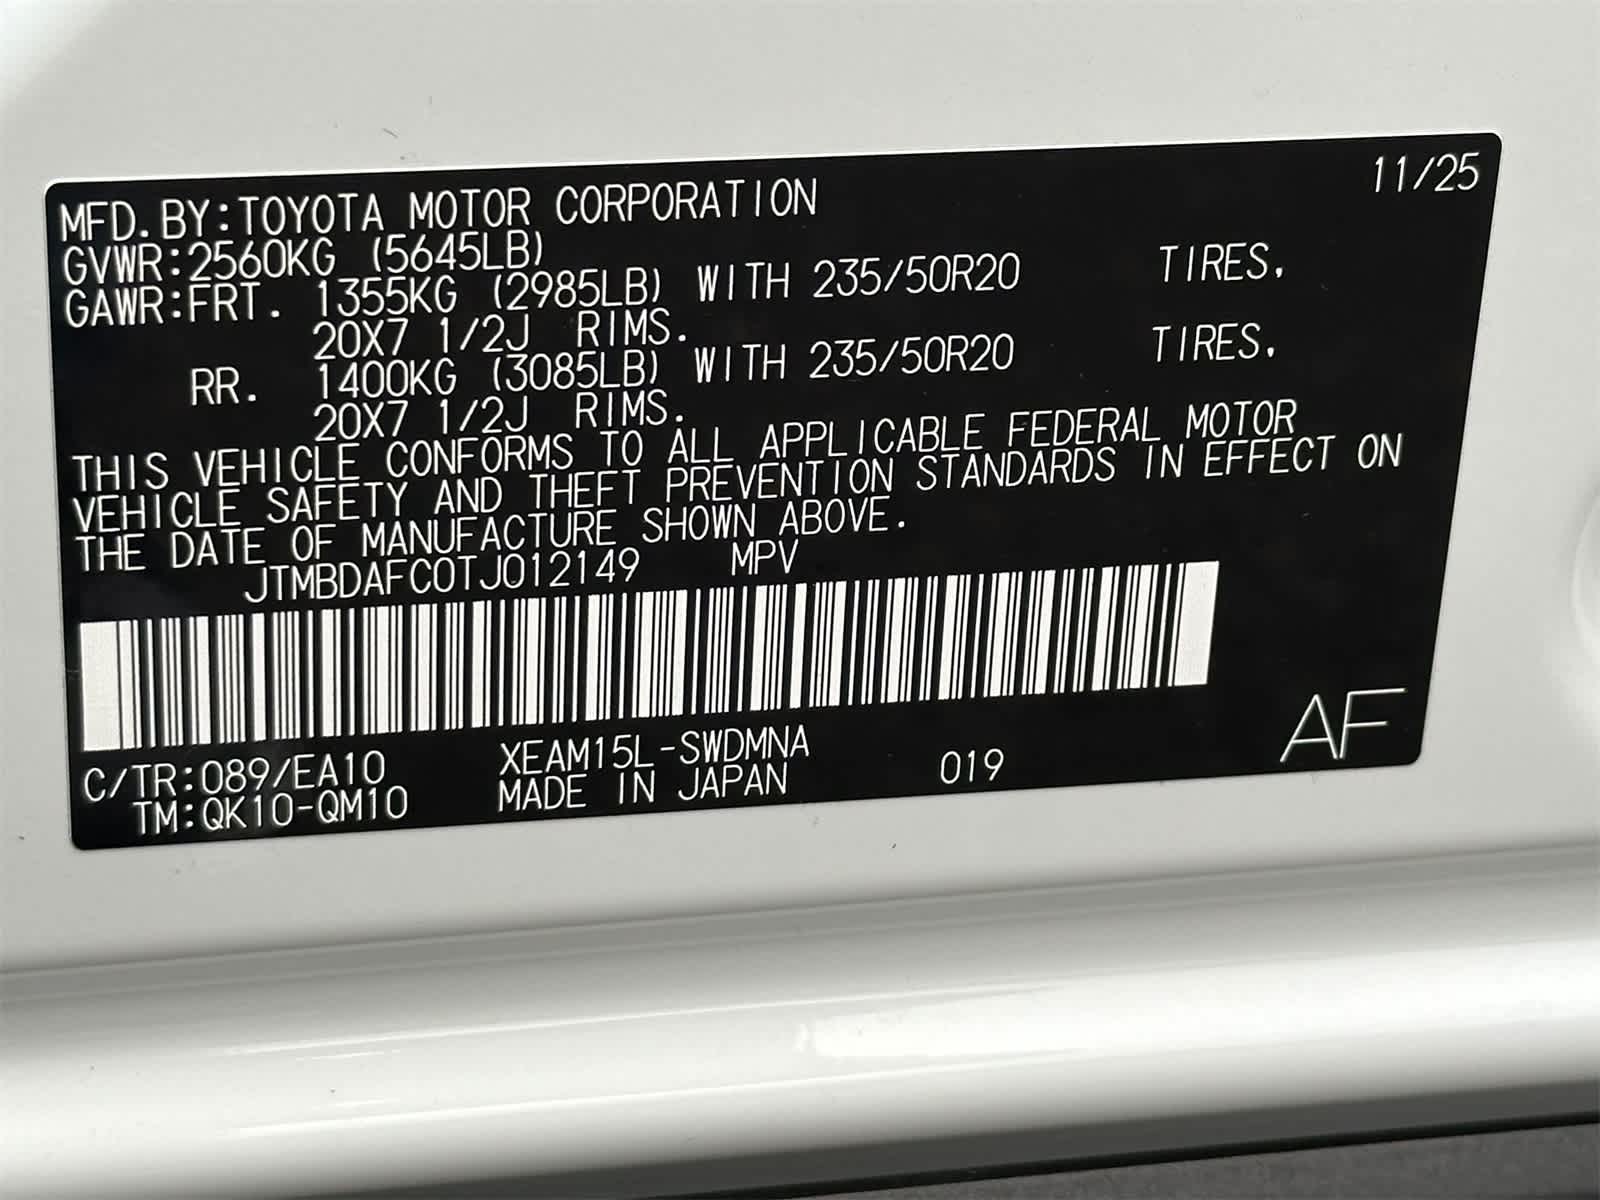 11/25
MFD.BY:TOYOTA MOTOR CORPORATION
GVWR:2560KG (5645LB)
GAWR:FRT. 1355KG (2985LB) WITH 235/50R20 TIRES.
20X7 1/2J RIMS.
RR. 1400KG (3085LB) WITH 235/50R20 TIRES.
20X7 1/2J RIMS.
THIS VEHICLE CONFORMS TO ALL APPLICABLE FEDERAL MOTOR
VEHICLE SAFETY AND THEFT PREVENTION STANDARDS IN EFFECT ON
THE DATE OF MANUFACTURE SHOWN ABOVE.
JTMBDAFC0TJ012149 MPV
C/TR:089/EA10 XEAM15L-SWDMNA 019 AF
TM:QK10-QM10 MADE IN JAPAN